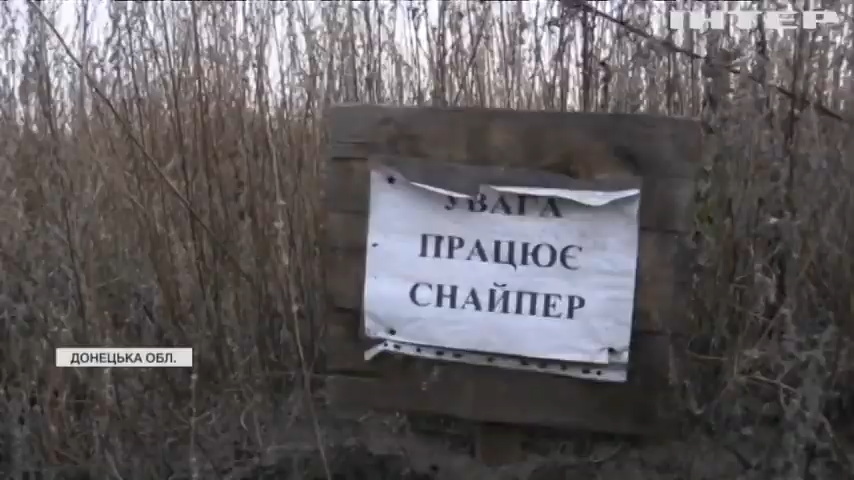 ІНТЕР
УВАГА
ПРАЦЮЄ
СНАЙПЕР
ДОНЕЦЬКА ОБЛ.